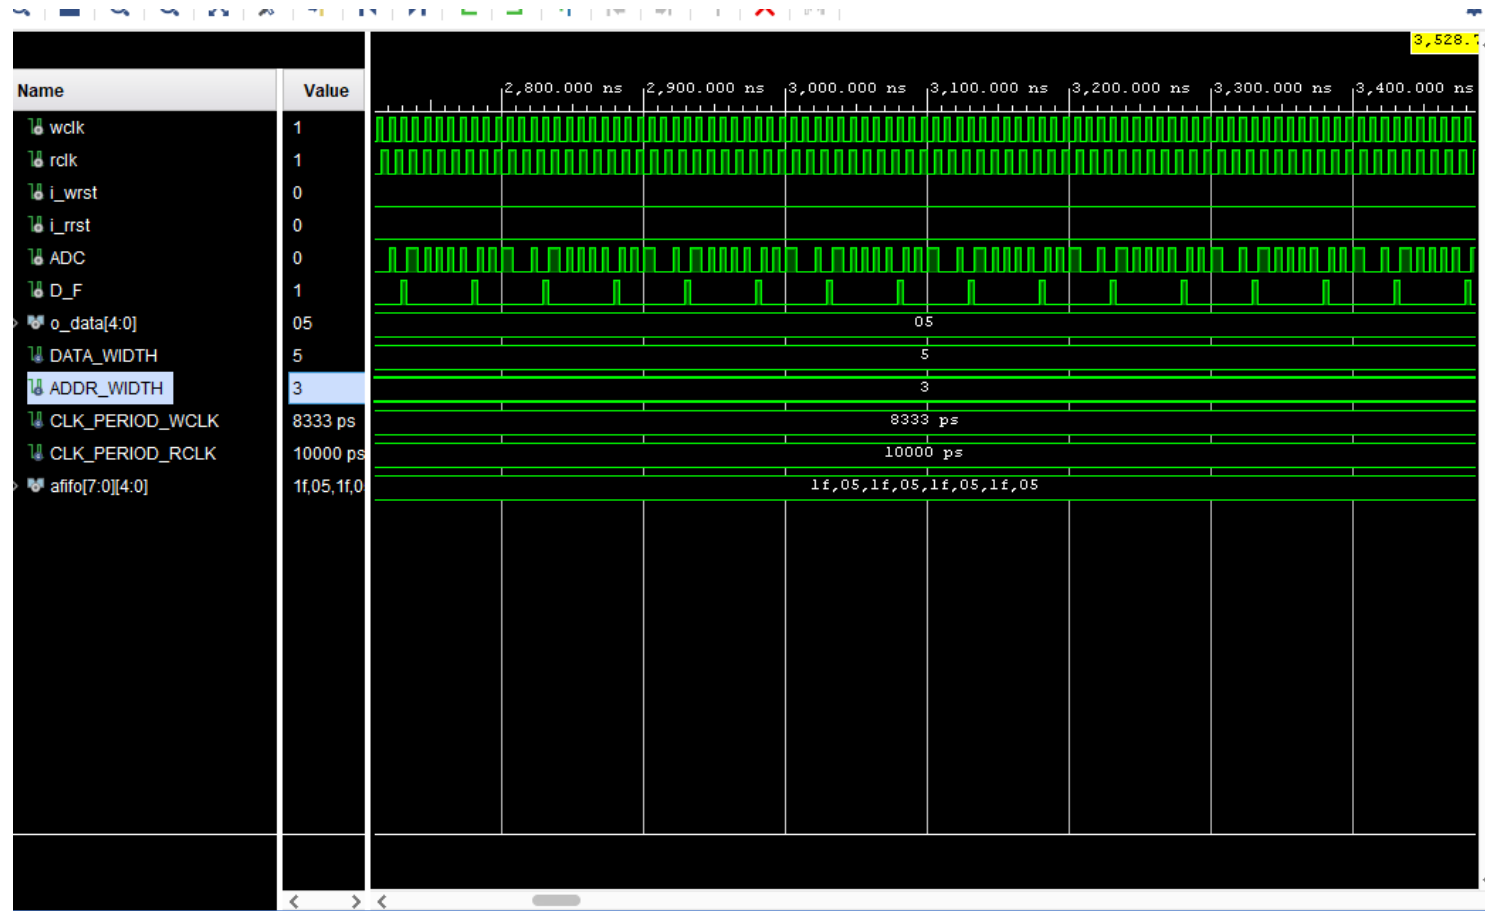 3,528.7
Name Value
2,800.000 ns 2,900.000 ns 3,000.000 ns 3,100.000 ns 3,200.000 ns 3,300.000 ns 3,400.000 ns
wclk 1
rclk 1
i_wrst 0
i_rrst 0
ADC 0
D_F 1
o_data[4:0] 05 05
DATA_WIDTH 5 5
ADDR_WIDTH 3 3
CLK_PERIOD_WCLK 8333 ps 8333 ps
CLK_PERIOD_RCLK 10000 ps 10000 ps
afifo[7:0][4:0] 1f,05,1f,0 1f,05,1f,05,1f,05,1f,05